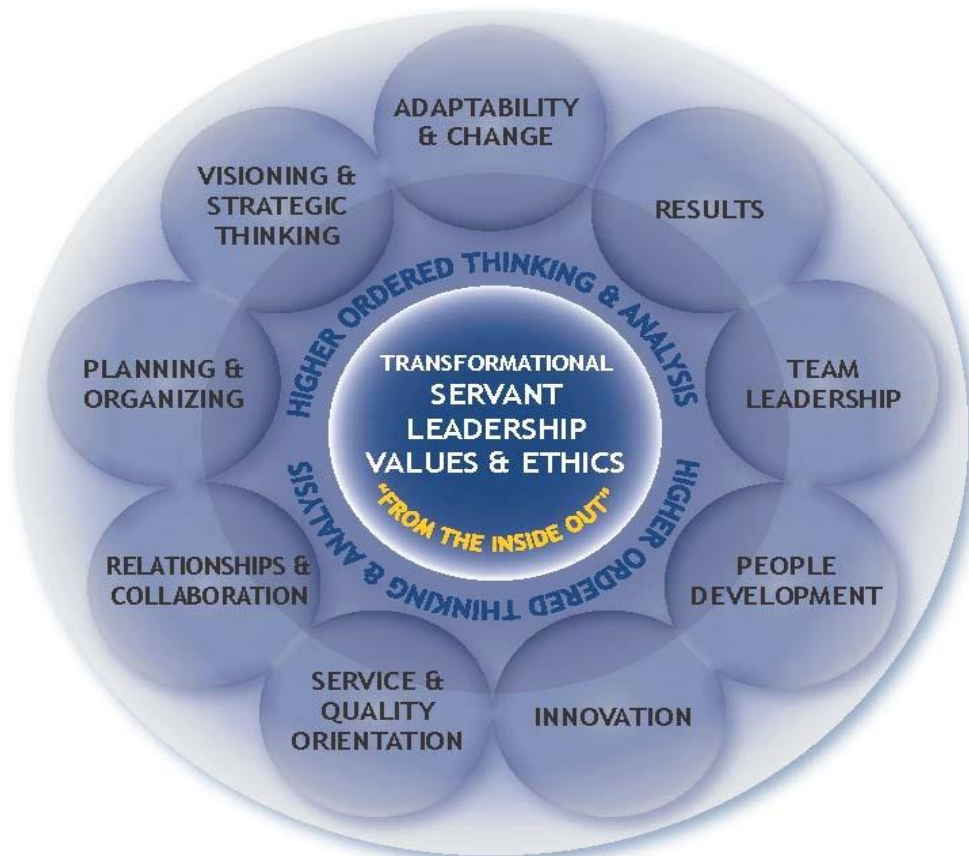 ADAPTABILITY
& CHANGE
RESULTS
TEAM
LEADERSHIP
PEOPLE
DEVELOPMENT
INNOVATION
SERVICE &
QUALITY
ORIENTATION
RELATIONSHIPS &
COLLABORATION
PLANNING &
ORGANIZING
VISIONING &
STRATEGIC
THINKING
HIGHER ORDERED THINKING & ANALYSIS
HIGHER ORDERED THINKING & ANALYSIS
TRANSFORMATIONAL
SERVANT
LEADERSHIP
VALUES & ETHICS
"FROM THE INSIDE OUT"